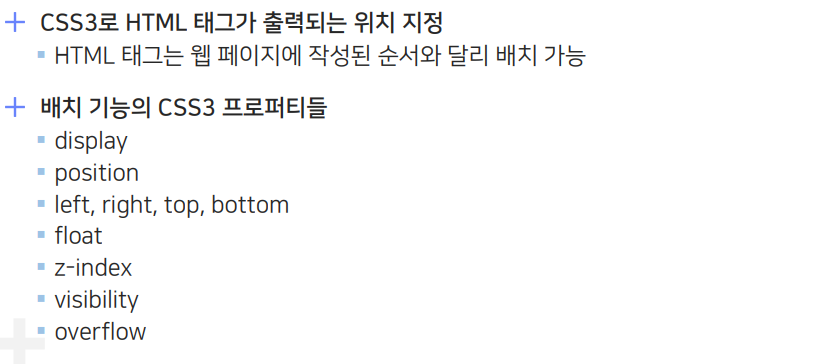 CSS3로 HTML 태그가 출력되는 위치 지정
HTML 태그는 웹 페이지에 작성된 순서와 달리 배치 가능
배치 기능의 CSS3 프로퍼티들
display
position
left, right, top, bottom
float
z-index
visibility
overflow